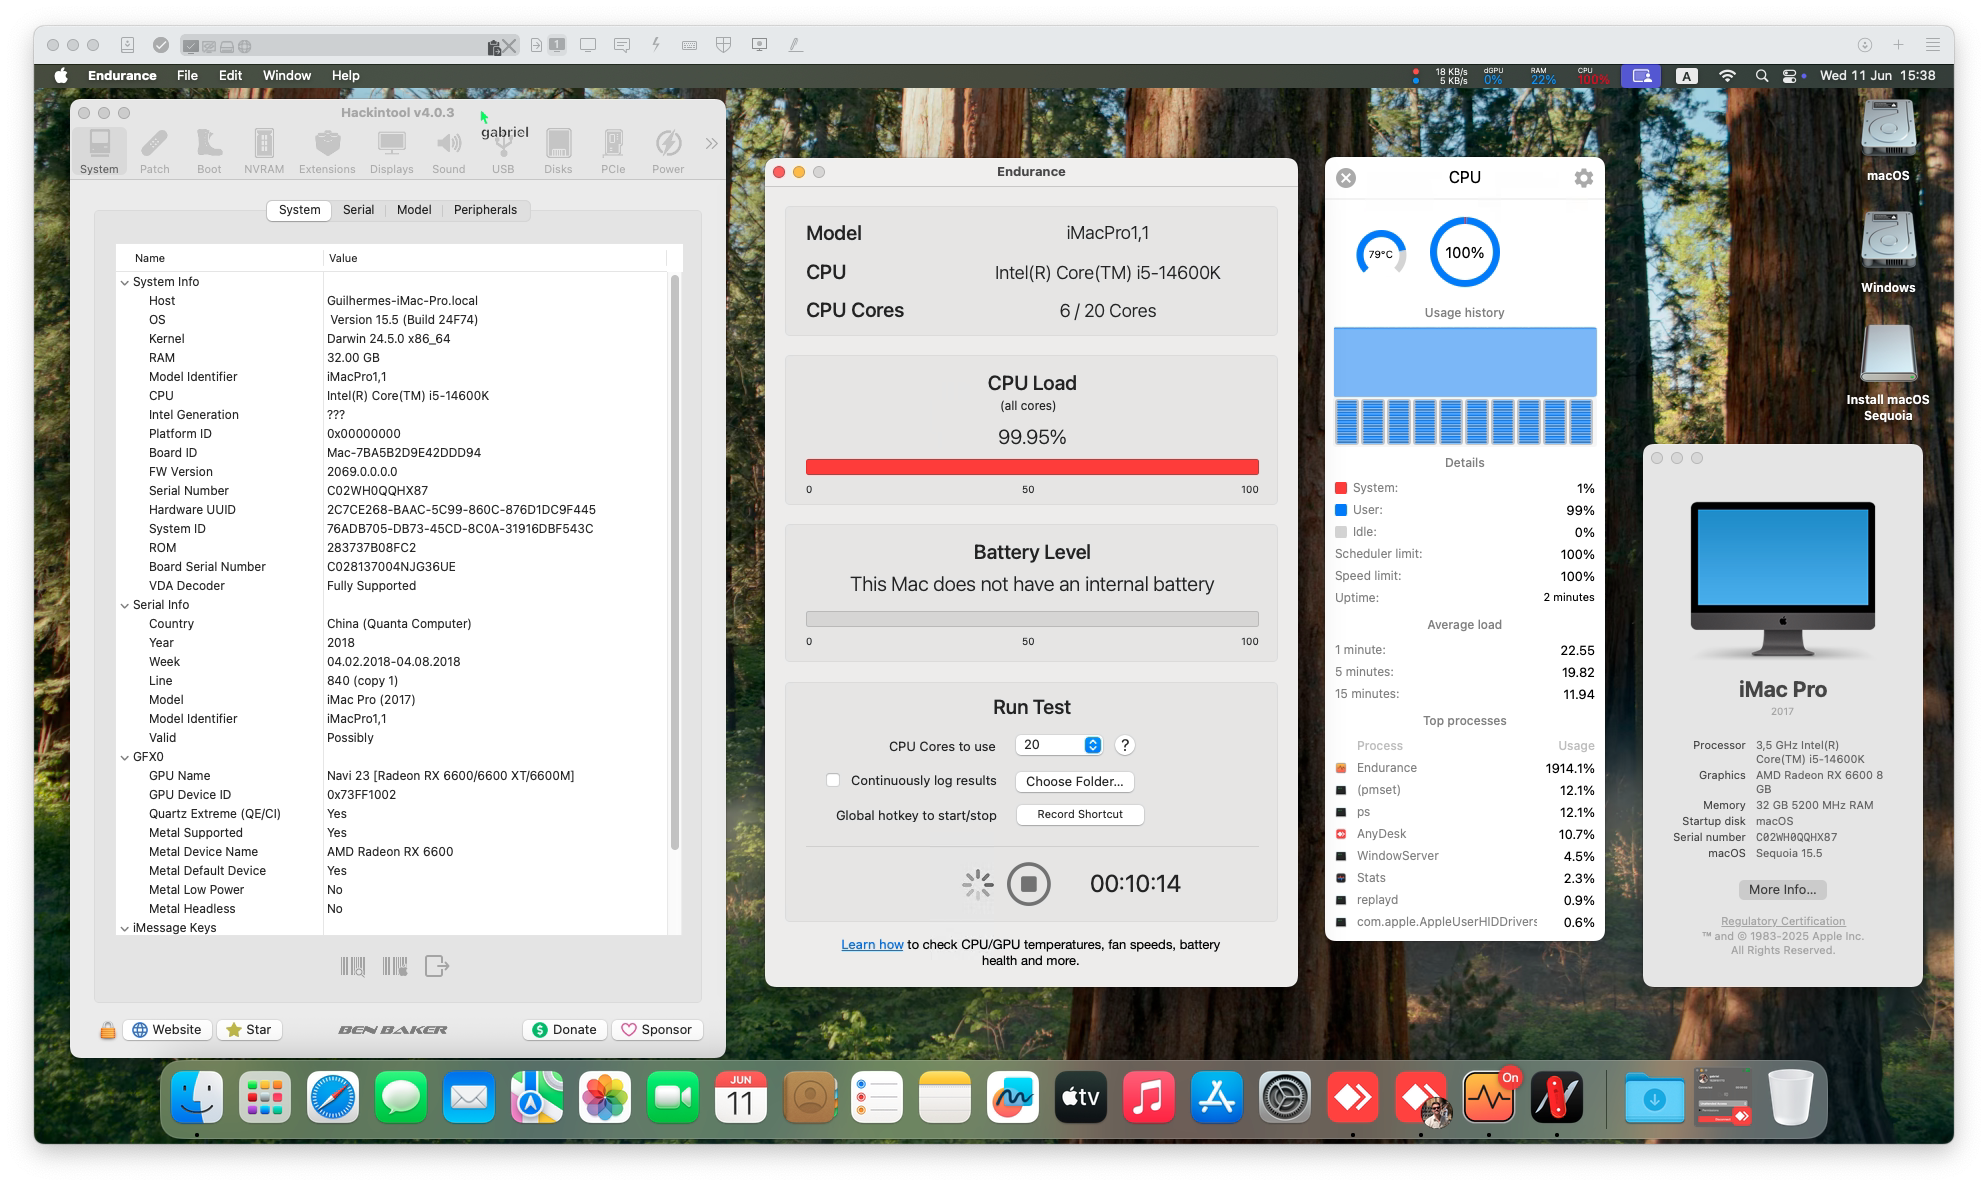 1
Endurance File Edit Window Help
18 KB/s
5 KB/s
dGPU
0%
RAM
22%
CPU
100%
A
Wed 11 Jun 15:38
Hackintool v4.0.3
gabriel
System Patch Boot NVRAM Extensions Displays Sound USB Disks PCIe Power
System Serial Model Peripherals
Name Value
System Info
Host Guilhermes-iMac-Pro.local
OS Version 15.5 (Build 24F74)
Kernel Darwin 24.5.0 x86_64
RAM 32.00 GB
Model Identifier iMacPro1,1
CPU Intel(R) Core(TM) i5-14600K
Intel Generation ???
Platform ID 0x00000000
Board ID Mac-7BA5B2D9E42DDD94
FW Version 2069.0.0.0.0
Serial Number C02WH0QQHX87
Hardware UUID 2C7CE268-BAAC-5C99-860C-876D1DC9F445
System ID 76ADB705-DB73-45CD-8C0A-31916DBF543C
ROM 283737B08FC2
Board Serial Number C028137004NJG36UE
VDA Decoder Fully Supported
Serial Info
Country China (Quanta Computer)
Year 2018
Week 04.02.2018-04.08.2018
Line 840 (copy 1)
Model iMac Pro (2017)
Model Identifier iMacPro1,1
Valid Possibly
GFX0
GPU Name Navi 23 [Radeon RX 6600/6600 XT/6600M]
GPU Device ID 0x73FF1002
Quartz Extreme (QE/CI) Yes
Metal Supported Yes
Metal Device Name AMD Radeon RX 6600
Metal Default Device Yes
Metal Low Power No
Metal Headless No
iMessage Keys
Website Star BEN BAKER Donate Sponsor
Endurance
Model iMacPro1,1
CPU Intel(R) Core(TM) i5-14600K
CPU Cores 6 / 20 Cores
CPU Load
(all cores)
99.95%
0 50 100
Battery Level
This Mac does not have an internal battery
0 50 100
Run Test
CPU Cores to use 20 ?
Continuously log results Choose Folder...
Global hotkey to start/stop Record Shortcut
00:10:14
Learn how to check CPU/GPU temperatures, fan speeds, battery
health and more.
CPU
79°C 100%
Usage history
Details
System: 1%
User: 99%
Idle: 0%
Scheduler limit: 100%
Speed limit: 100%
Uptime: 2 minutes
Average load
1 minute: 22.55
5 minutes: 19.82
15 minutes: 11.94
Top processes
Process Usage
Endurance 1914.1%
(pmset) 12.1%
ps 12.1%
AnyDesk 10.7%
WindowServer 4.5%
Stats 2.3%
replayd 0.9%
com.apple.AppleUserHIDDrivers 0.6%
macOS
Windows
Install macOS
Sequoia
iMac Pro
2017
Processor 3,5 GHz Intel(R)
Core(TM) i5-14600K
Graphics AMD Radeon RX 6600 8
GB
Memory 32 GB 5200 MHz RAM
Startup disk macOS
Serial number C02WH0QQHX87
macOS Sequoia 15.5
More Info...
Regulatory Certification
™ and © 1983-2025 Apple Inc.
All Rights Reserved.
JUN
11
tv
On